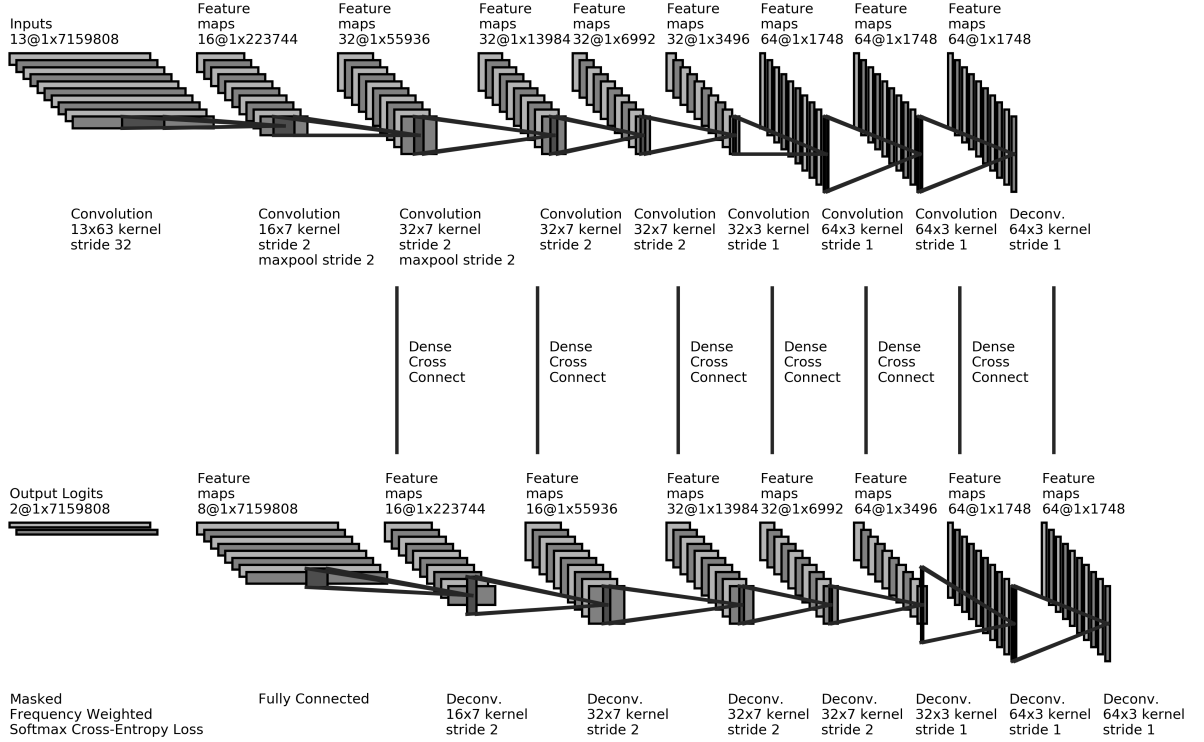 Inputs
13@1x7159808
Feature
maps
16@1x223744
Feature
maps
32@1x55936
Feature
maps
32@1x13984
Feature
maps
32@1x6992
Feature
maps
32@1x3496
Feature
maps
64@1x1748
Feature
maps
64@1x1748
Feature
maps
64@1x1748
Convolution
13x63 kernel
stride 32
Convolution
16x7 kernel
stride 2
maxpool stride 2
Convolution
32x7 kernel
stride 2
maxpool stride 2
Convolution
32x7 kernel
stride 2
Convolution
32x7 kernel
stride 2
Convolution
32x3 kernel
stride 1
Convolution
64x3 kernel
stride 1
Convolution
64x3 kernel
stride 1
Deconv.
64x3 kernel
stride 1
Dense
Cross
Connect
Dense
Cross
Connect
Dense
Cross
Connect
Dense
Cross
Connect
Dense
Cross
Connect
Dense
Cross
Connect
Output Logits
2@1x7159808
Feature
maps
8@1x7159808
Feature
maps
16@1x223744
Feature
maps
16@1x55936
Feature
maps
32@1x13984
Feature
maps
32@1x6992
Feature
maps
64@1x3496
Feature
maps
64@1x1748
Feature
maps
64@1x1748
Masked
Frequency Weighted
Softmax Cross-Entropy Loss
Fully Connected
Deconv.
16x7 kernel
stride 2
Deconv.
32x7 kernel
stride 2
Deconv.
32x7 kernel
stride 2
Deconv.
32x7 kernel
stride 2
Deconv.
32x3 kernel
stride 1
Deconv.
64x3 kernel
stride 1
Deconv.
64x3 kernel
stride 1